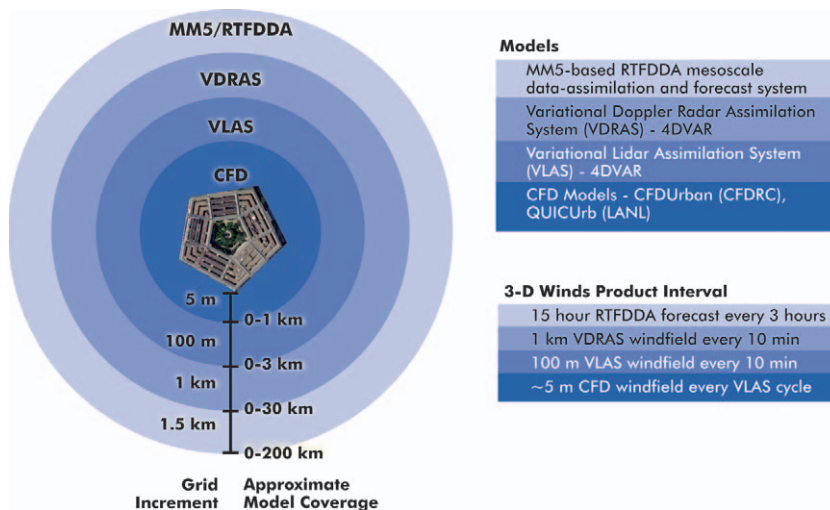 MM5/RTFDDA
VDRAS
VLAS
CFD
5 m
0-1 km
100 m
0-3 km
1 km
0-30 km
1.5 km
0-200 km
Grid
Increment
Approximate
Model Coverage
Models
MM5-based RTFDDA mesoscale
data-assimilation and forecast system
Variational Doppler Radar Assimilation
System (VDRAS) - 4DVAR
Variational Lidar Assimilation System
(VLAS) - 4DVAR
CFD Models - CFDUrban (CFDRC),
QUICUrb (LANL)
3-D Winds Product Interval
15 hour RTFDDA forecast every 3 hours
1 km VDRAS windfield every 10 min
100 m VLAS windfield every 10 min
~5 m CFD windfield every VLAS cycle